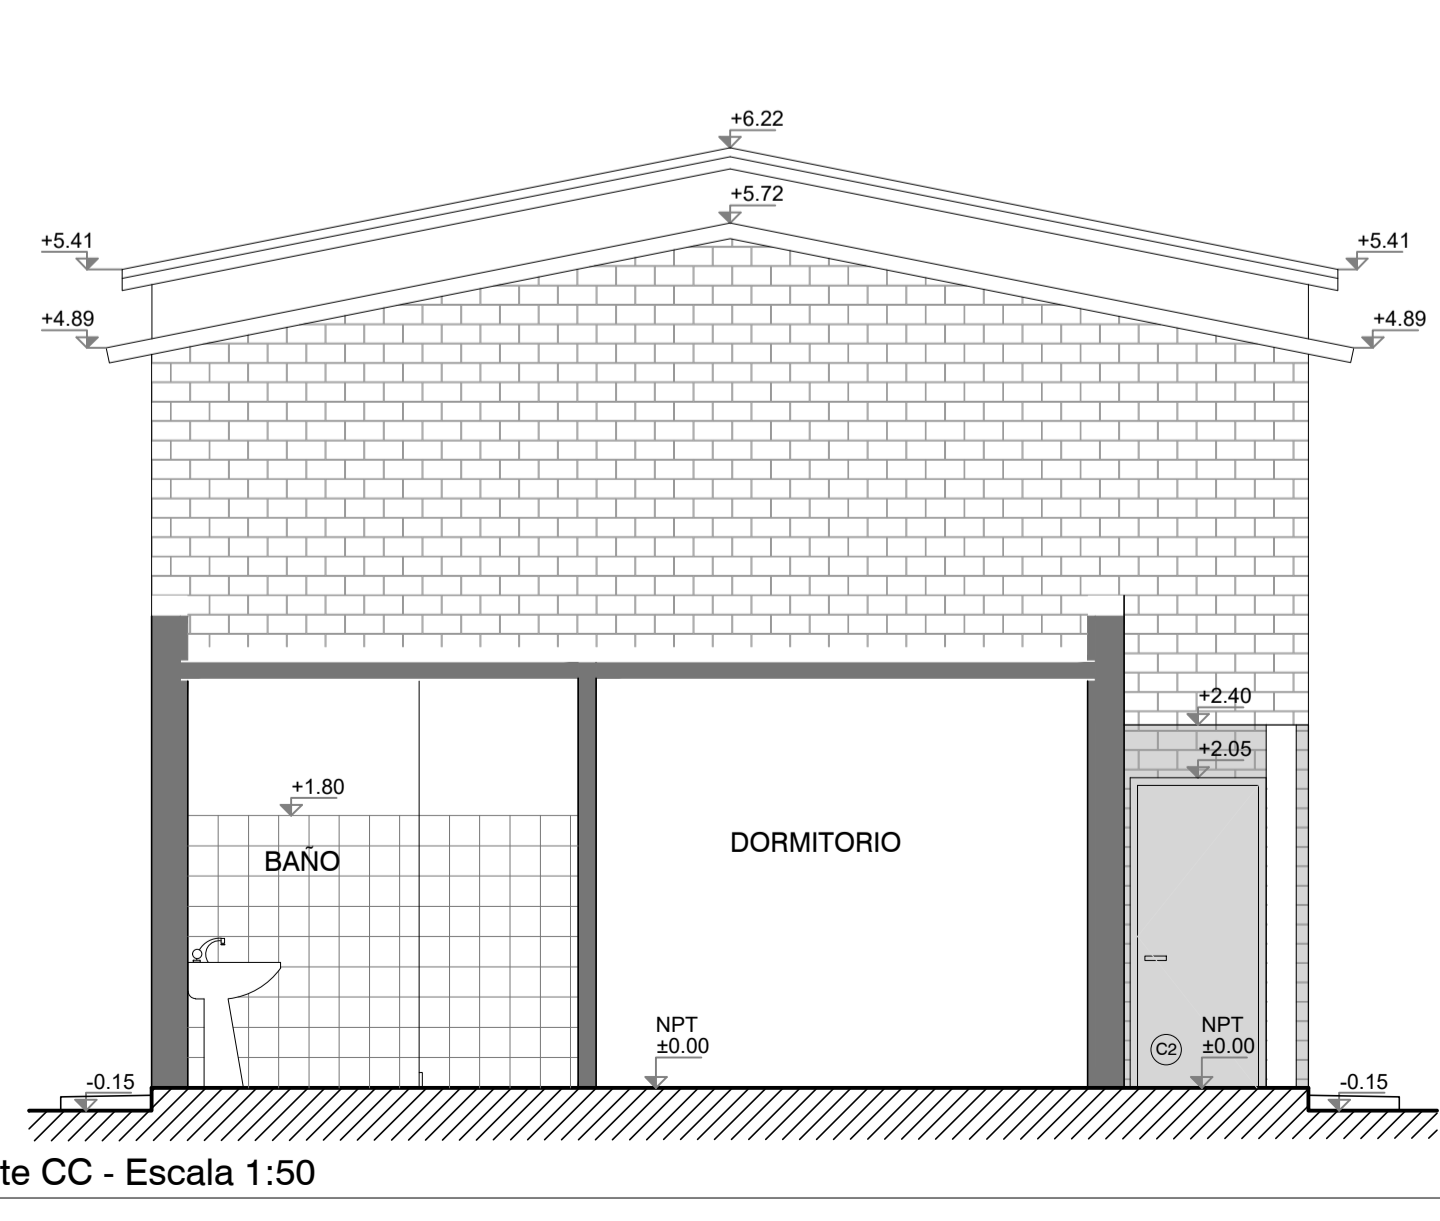 +6.22
+5.72
+5.41
+5.41
+4.89
+4.89
+2.40
+2.05
+1.80
BAÑO
DORMITORIO
NPT
±0.00
NPT
±0.00
C2
-0.15
-0.15
te CC - Escala 1:50